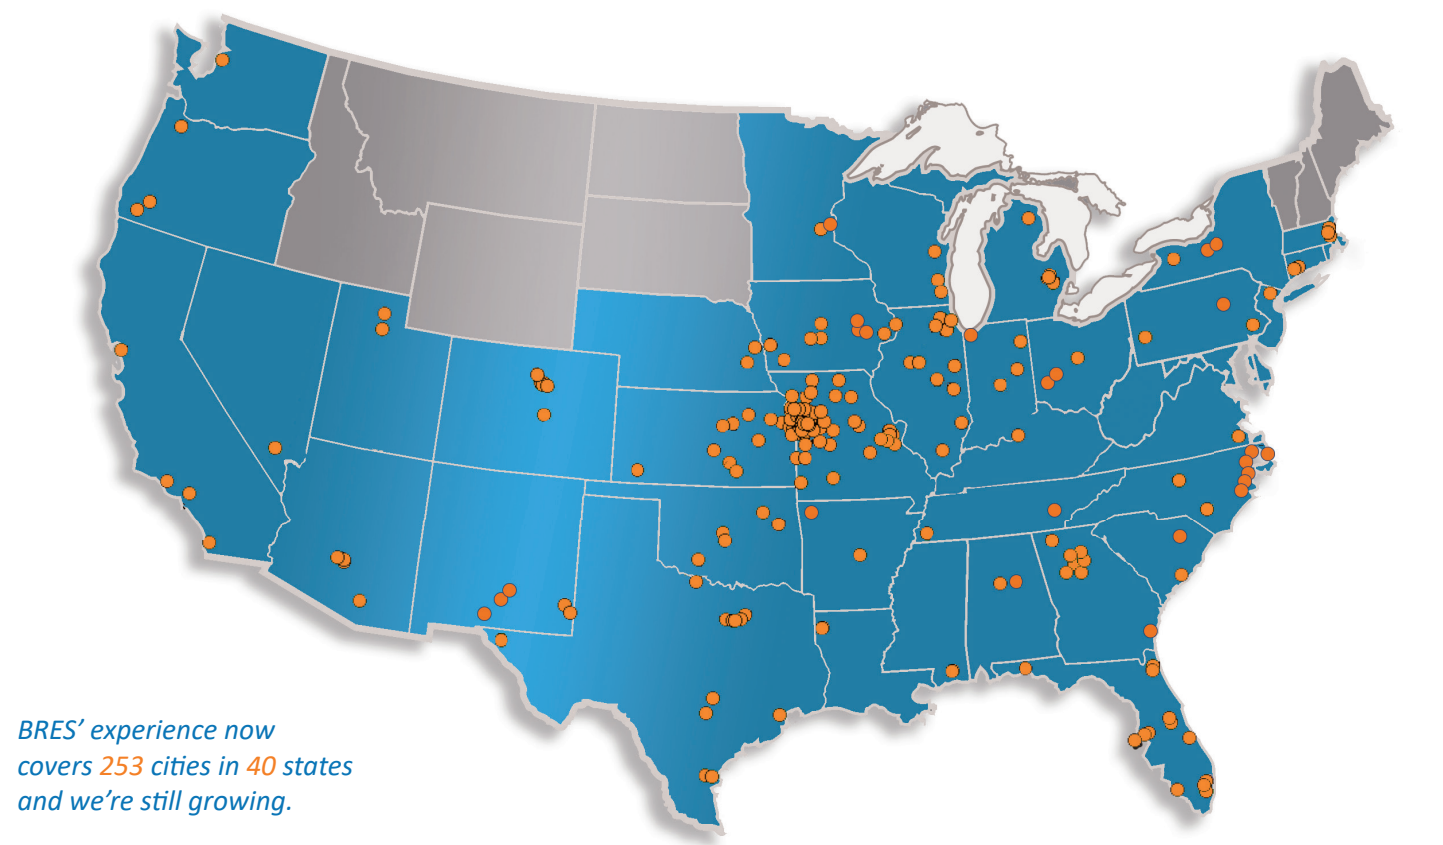 BRES’ experience now
covers 253 cities in 40 states
and we’re still growing.